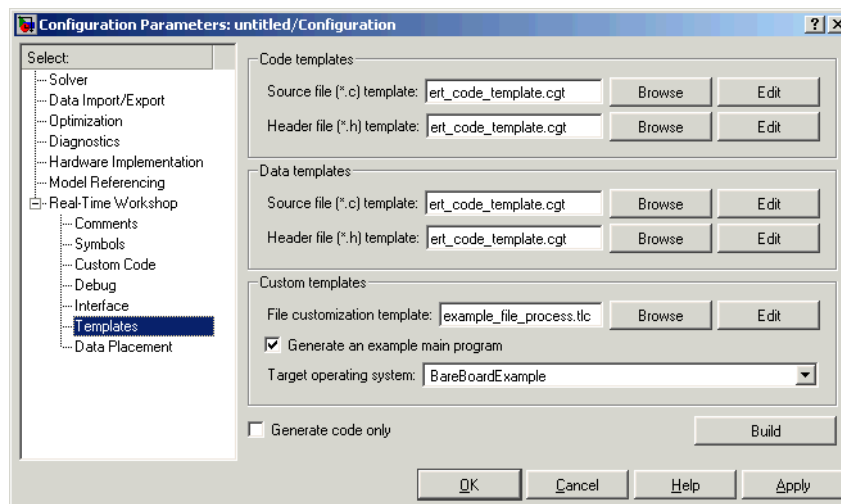 Configuration Parameters: untitled/Configuration
Select:
Solver
Data Import/Export
Optimization
Diagnostics
Hardware Implementation
Model Referencing
Real-Time Workshop
Comments
Symbols
Custom Code
Debug
Interface
Templates
Data Placement
Code templates
Source file (*.c) template: ert_code_template.cgt Browse Edit
Header file (*.h) template: ert_code_template.cgt Browse Edit
Data templates
Source file (*.c) template: ert_code_template.cgt Browse Edit
Header file (*.h) template: ert_code_template.cgt Browse Edit
Custom templates
File customization template: example_file_process.tlc Browse Edit
Generate an example main program
Target operating system: BareBoardExample
Generate code only Build
OK Cancel Help Apply